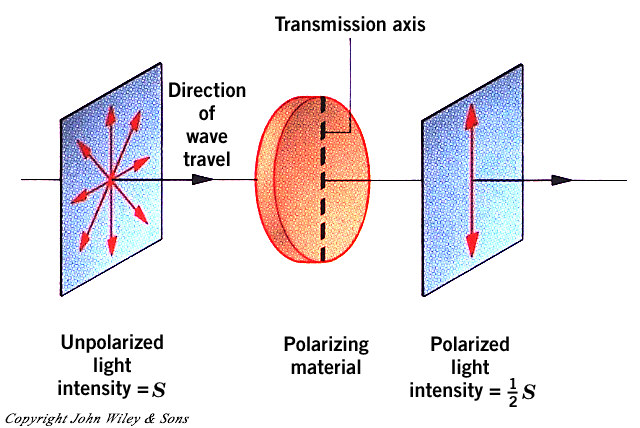 Transmission axis
Direction
of
wave
travel
Unpolarized
light
intensity = S
Polarizing
material
Polarized
light
intensity = 1/2 S
Copyright John Wiley & Sons